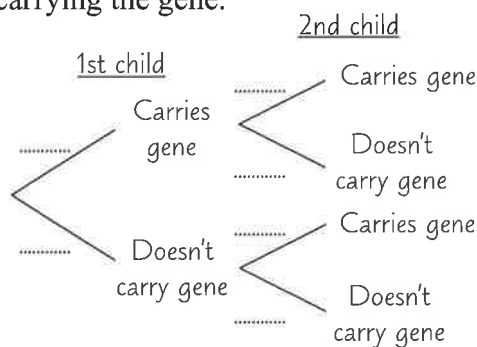 carrying the gene.
2nd child
1st child
Carries gene
Carries
gene
Doesn't
carry gene
Carries gene
Doesn't
carry gene
Doesn't
carry gene